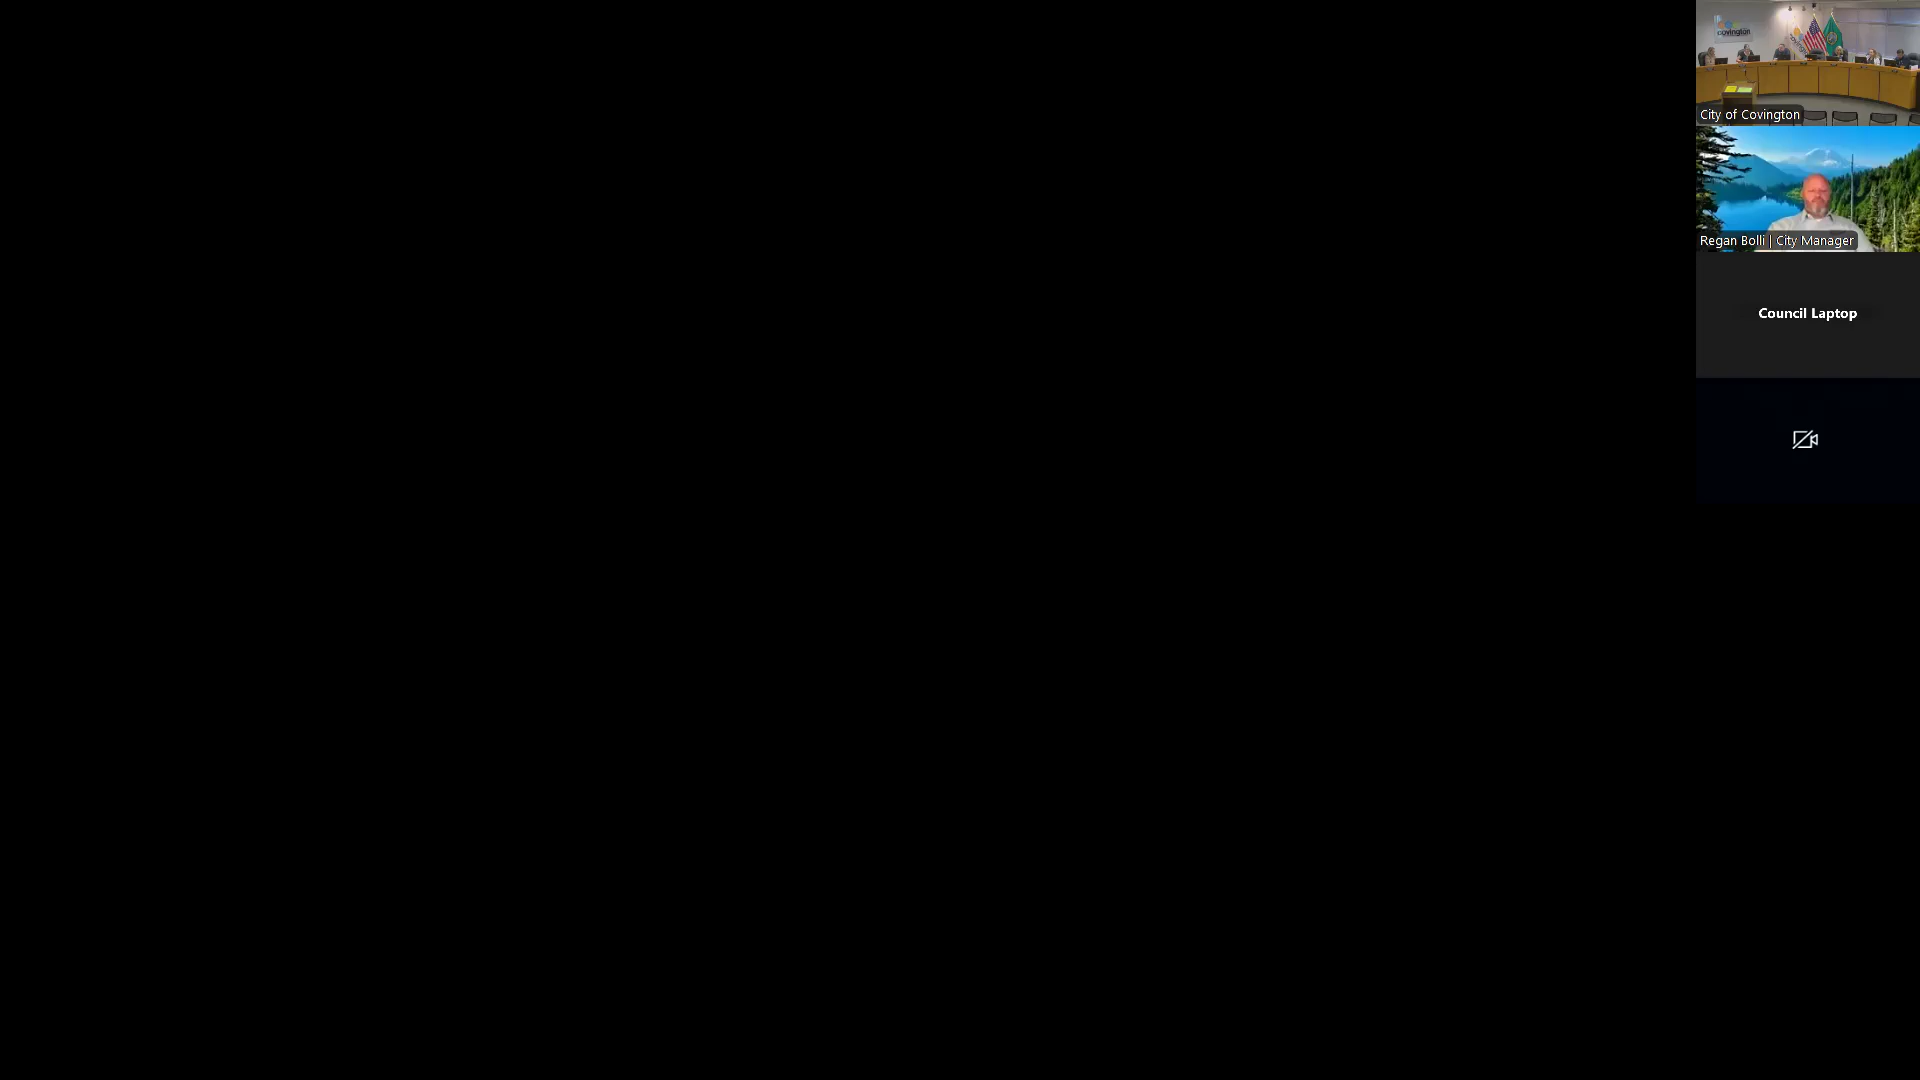 covington
City of Covington
Regan Bolli | City Manager
Council Laptop